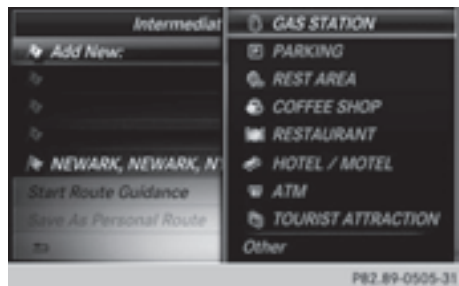 Intermediat
Add New:
NEWARK, NEWARK, N
Start Route Guidance
Save As Personal Route
GAS STATION
PARKING
REST AREA
COFFEE SHOP
RESTAURANT
HOTEL / MOTEL
ATM
TOURIST ATTRACTION
Other
P82.89-0505-31